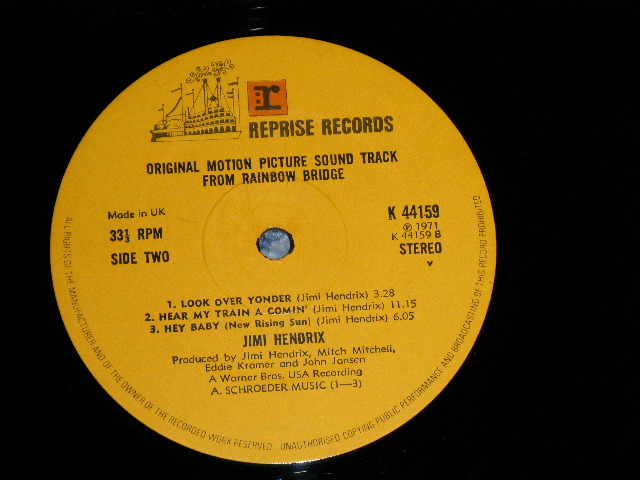 :r
REPRISE RECORDS
ORIGINAL MOTION PICTURE SOUND TRACK
FROM RAINBOW BRIDGE
Made in UK
33⅓ RPM
SIDE TWO
K 44159
℗ 1971
K 44159 B
STEREO
v
1. LOOK OVER YONDER (Jimi Hendrix) 3.28
2. HEAR MY TRAIN A COMIN' (Jimi Hendrix) 11.15
3. HEY BABY (New Rising Sun) (Jimi Hendrix) 6.05
JIMI HENDRIX
Produced by Jimi Hendrix, Mitch Mitchell,
Eddie Kramer and John Jansen
A Warner Bros. USA Recording
A. SCHROEDER MUSIC (1—3)
ALL RIGHTS OF THE MANUFACTURER AND OF THE OWNER OF THE RECORDED WORK RESERVED UNAUTHORISED COPYING PUBLIC PERFORMANCE AND BROADCASTING OF THIS RECORD PROHIBITED